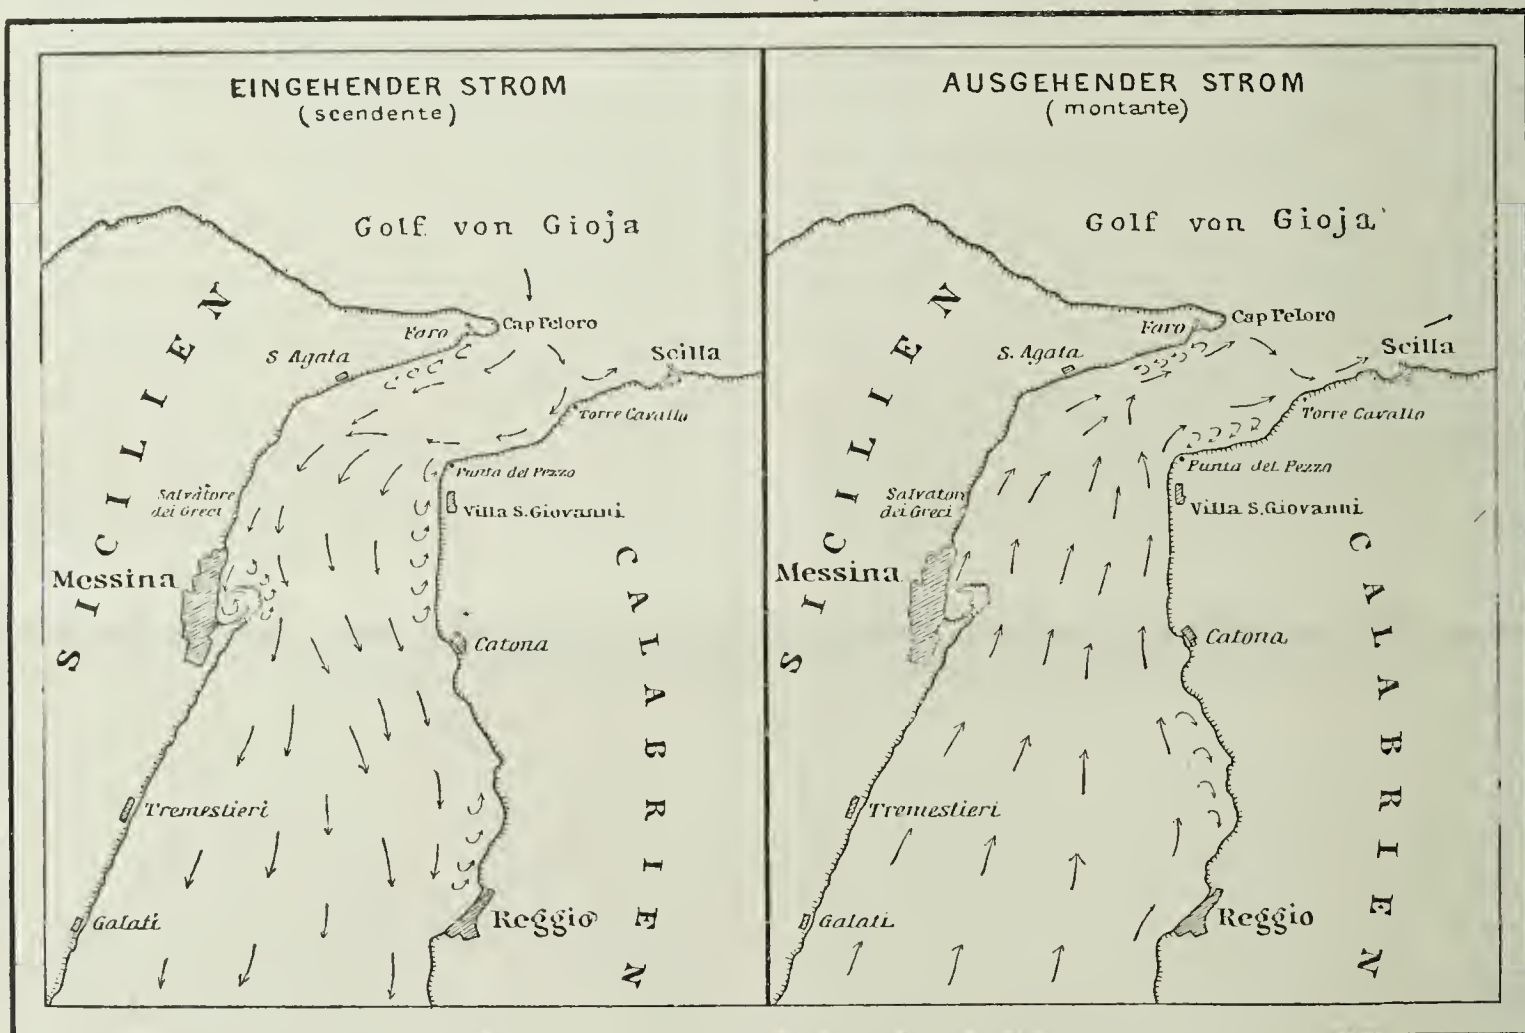 EINGEHENDER STROM
(scendente)
Golf von Gioja
SICILIEN
Faro
Cap Peloro
S Agata
Scilla
Torre Cavallo
Punta del Pezzo
Salvatore
dei Greci
Villa S. Giovanni
Messina
CALABRIEN
Catona
Tremestieri
Galati
Reggio
AUSGEHENDER STROM
(montante)
Golf von Gioja
SICILIEN
Faro
Cap Peloro
S. Agata
Scilla
Torre Cavallo
Punta del Pezzo
Salvatore
dei Greci
Villa S. Giovanni
Messina
CALABRIEN
Catona
Tremestieri
Galati
Reggio